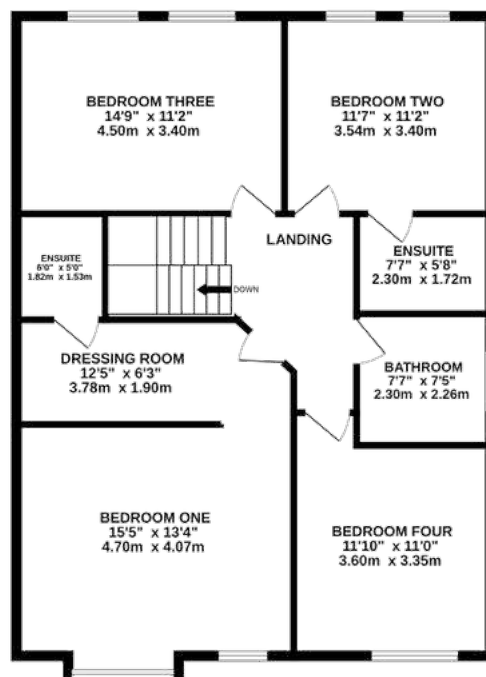 BEDROOM THREE
14'9" x 11'2"
4.50m x 3.40m
BEDROOM TWO
11'7" x 11'2"
3.54m x 3.40m
LANDING
ENSUITE
6'0" x 5'0"
1.82m x 1.53m
ENSUITE
7'7" x 5'8"
2.30m x 1.72m
DOWN
DRESSING ROOM
12'5" x 6'3"
3.78m x 1.90m
BATHROOM
7'7" x 7'5"
2.30m x 2.26m
BEDROOM ONE
15'5" x 13'4"
4.70m x 4.07m
BEDROOM FOUR
11'10" x 11'0"
3.60m x 3.35m